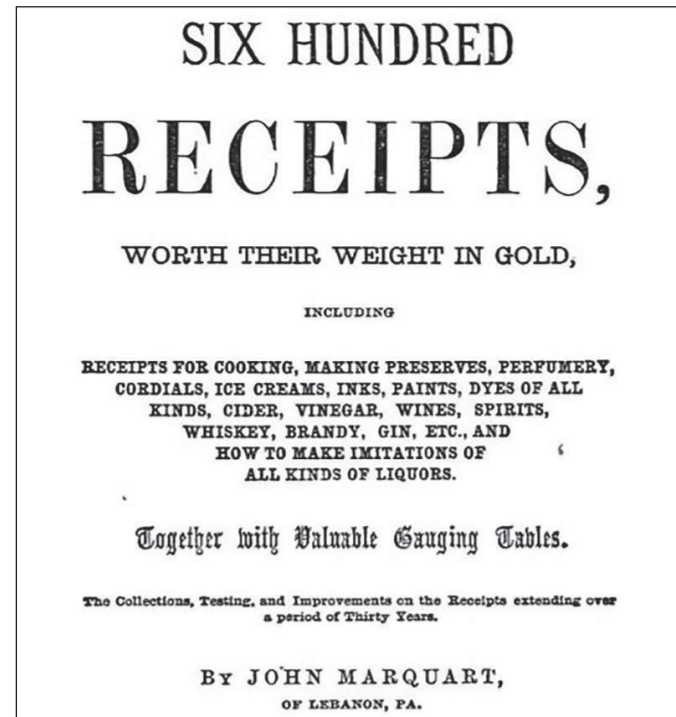 SIX HUNDRED
RECEIPTS,
WORTH THEIR WEIGHT IN GOLD,
INCLUDING
RECEIPTS FOR COOKING, MAKING PRESERVES, PERFUMERY,
CORDIALS, ICE CREAMS, INKS, PAINTS, DYES OF ALL
KINDS, CIDER, VINEGAR, WINES, SPIRITS,
WHISKEY, BRANDY, GIN, ETC., AND
HOW TO MAKE IMITATIONS OF
ALL KINDS OF LIQUORS.
Together with Valuable Gauging Tables.
The Collections, Testing, and Improvements on the Receipts extending over
a period of Thirty Years.
BY JOHN MARQUART,
OF LEBANON, PA.